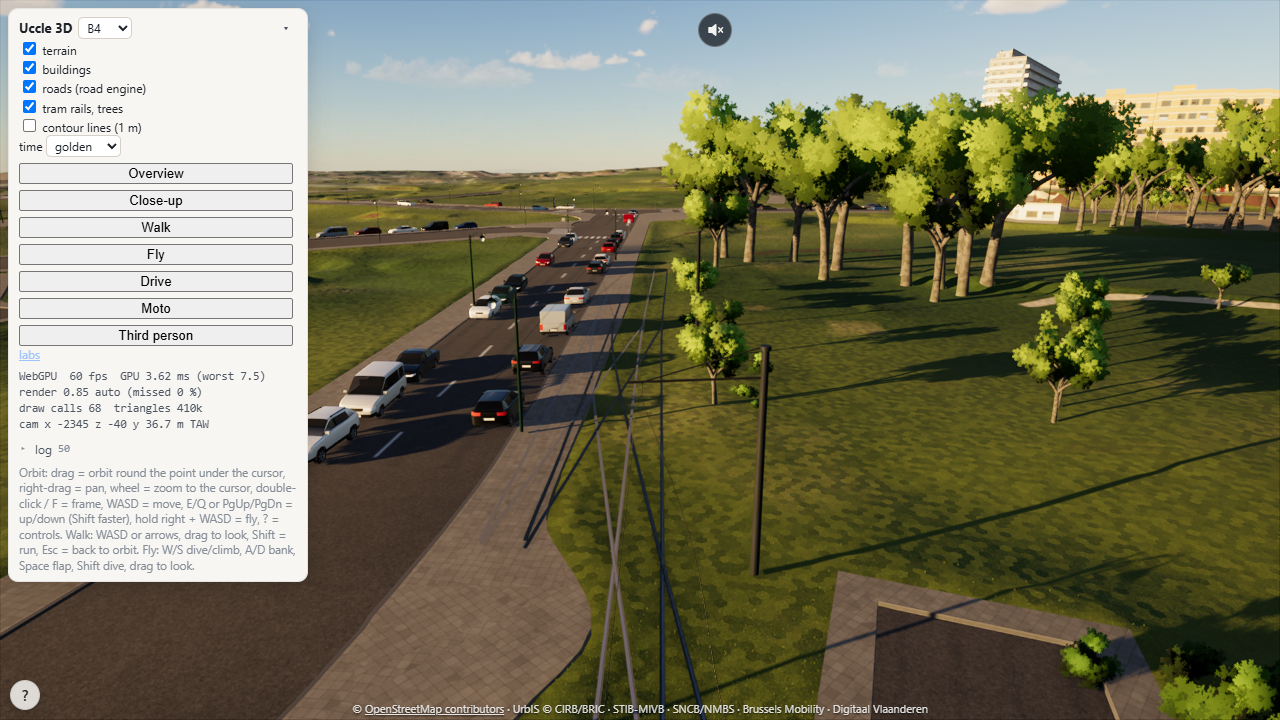 Uccle 3D B4
terrain
buildings
roads (road engine)
tram rails, trees
contour lines (1 m)
time golden
Overview
Close-up
Walk
Fly
Drive
Moto
Third person
labs
WebGPU 60 fps GPU 3.62 ms (worst 7.5)
render 0.85 auto (missed 0 %)
draw calls 68 triangles 410k
cam x -2345 z -40 y 36.7 m TAW
log 50
Orbit: drag = orbit round the point under the cursor,
right-drag = pan, wheel = zoom to the cursor, double-
click / F = frame, WASD = move, E/Q or PgUp/PgDn =
up/down (Shift faster), hold right + WASD = fly, ? =
controls. Walk: WASD or arrows, drag to look, Shift =
run, Esc = back to orbit. Fly: W/S dive/climb, A/D bank,
Space flap, Shift dive, drag to look.
?
© OpenStreetMap contributors · UrbIS © CIRB/BRIC · STIB-MIVB · SNCB/NMBS · Brussels Mobility · Digitaal Vlaanderen